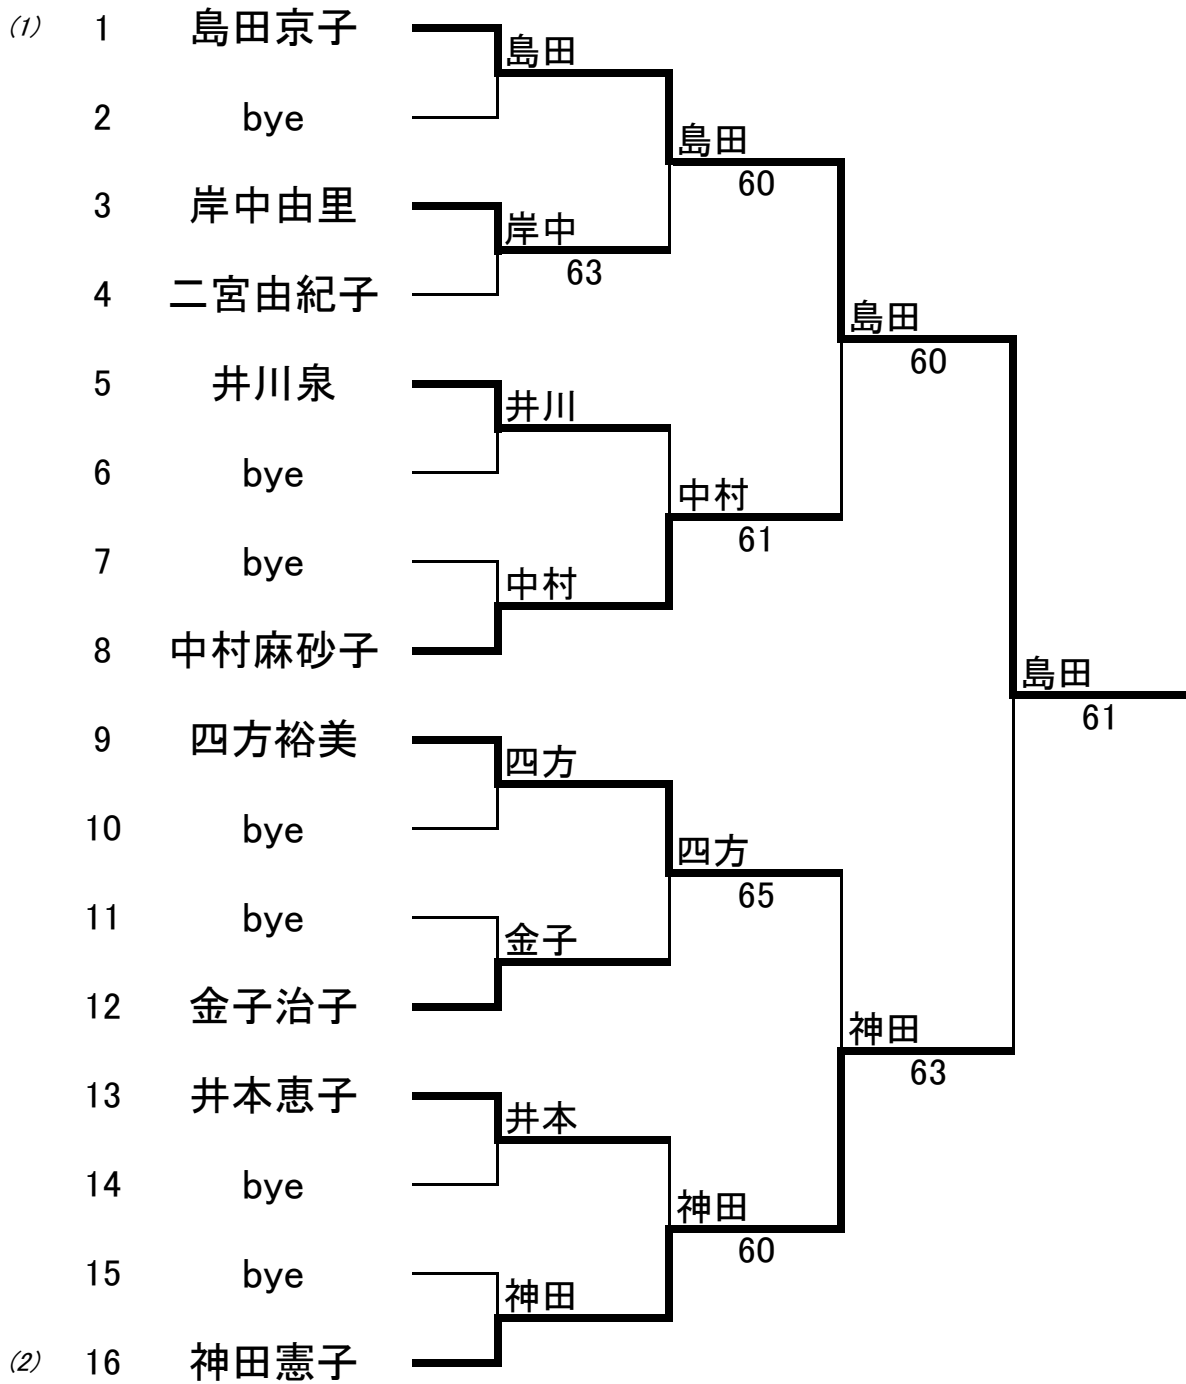 (1) 1 島田京子
島田
2 bye
島田
60
3 岸中由里
岸中
63
4 二宮由紀子
島田
60
5 井川泉
井川
6 bye
中村
61
7 bye
中村
8 中村麻砂子
島田
61
9 四方裕美
四方
10 bye
四方
65
11 bye
金子
12 金子治子
神田
63
13 井本恵子
井本
14 bye
神田
60
15 bye
神田
(2) 16 神田憲子